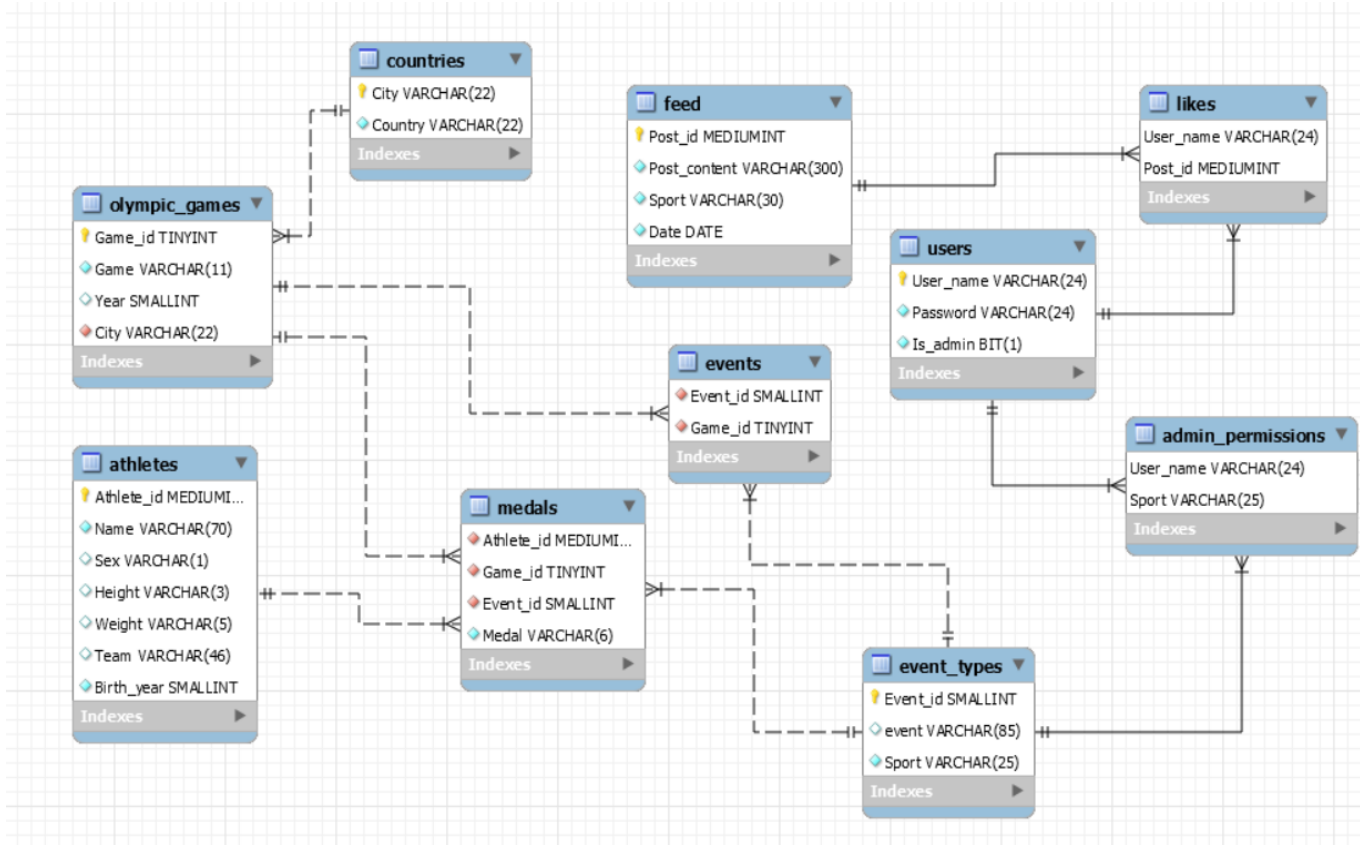 countries
City VARCHAR(22)
Country VARCHAR(22)
Indexes
feed
Post_id MEDIUMINT
Post_content VARCHAR(300)
Sport VARCHAR(30)
Date DATE
Indexes
likes
User_name VARCHAR(24)
Post_id MEDIUMINT
Indexes
olympic_games
Game_id TINYINT
Game VARCHAR(11)
Year SMALLINT
City VARCHAR(22)
Indexes
users
User_name VARCHAR(24)
Password VARCHAR(24)
Is_admin BIT(1)
Indexes
events
Event_id SMALLINT
Game_id TINYINT
Indexes
admin_permissions
User_name VARCHAR(24)
Sport VARCHAR(25)
Indexes
athletes
Athlete_id MEDIUMI...
Name VARCHAR(70)
Sex VARCHAR(1)
Height VARCHAR(3)
Weight VARCHAR(5)
Team VARCHAR(46)
Birth_year SMALLINT
Indexes
medals
Athlete_id MEDIUMI...
Game_id TINYINT
Event_id SMALLINT
Medal VARCHAR(6)
Indexes
event_types
Event_id SMALLINT
event VARCHAR(85)
Sport VARCHAR(25)
Indexes